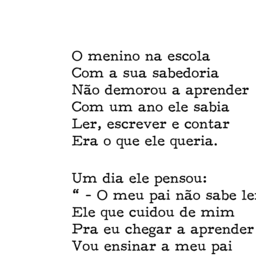 O menino na escola
Com a sua sabedoria
Não demorou a aprender
Com um ano ele sabia
Ler, escrever e contar
Era o que ele queria.
Um dia ele pensou:
“ - O meu pai não sabe
Ele que cuidou de mim
Pra eu chegar a aprender
Vou ensinar a meu pai